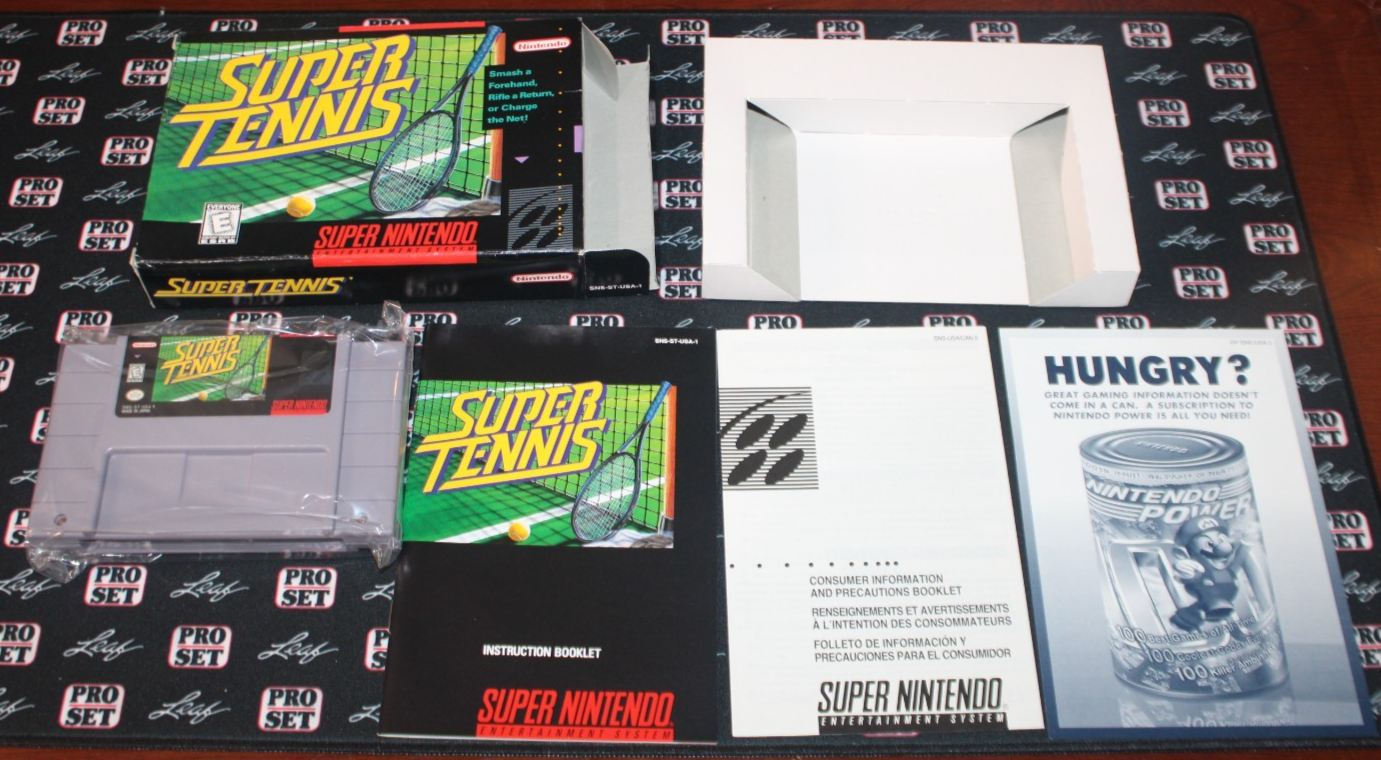 SUPER
TENNIS
Nintendo
Smash a
Forehand,
Rifle a Return,
or Charge
the Net!
EVERYONE
E
ESRB
SUPER NINTENDO
ENTERTAINMENT SYSTEM
SUPER TENNIS
Nintendo
SNS-ST-USA-1
Nintendo
SUPER
TENNIS
E
SUPER NINTENDO
SNS-ST-USA-1
SUPER
TENNIS
INSTRUCTION BOOKLET
SUPER NINTENDO
ENTERTAINMENT SYSTEM
CONSUMER INFORMATION
AND PRECAUTIONS BOOKLET
RENSEIGNEMENTS ET AVERTISSEMENTS
À L'INTENTION DES CONSOMMATEURS
FOLLETO DE INFORMACIÓN Y
PRECAUCIONES PARA EL CONSUMIDOR
SUPER NINTENDO
ENTERTAINMENT SYSTEM
HUNGRY?
GREAT GAMING INFORMATION DOESN'T
COME IN A CAN. A SUBSCRIPTION TO
NINTENDO POWER IS ALL YOU NEED!
NINTENDO
POWER
PRO
SET
Leaf